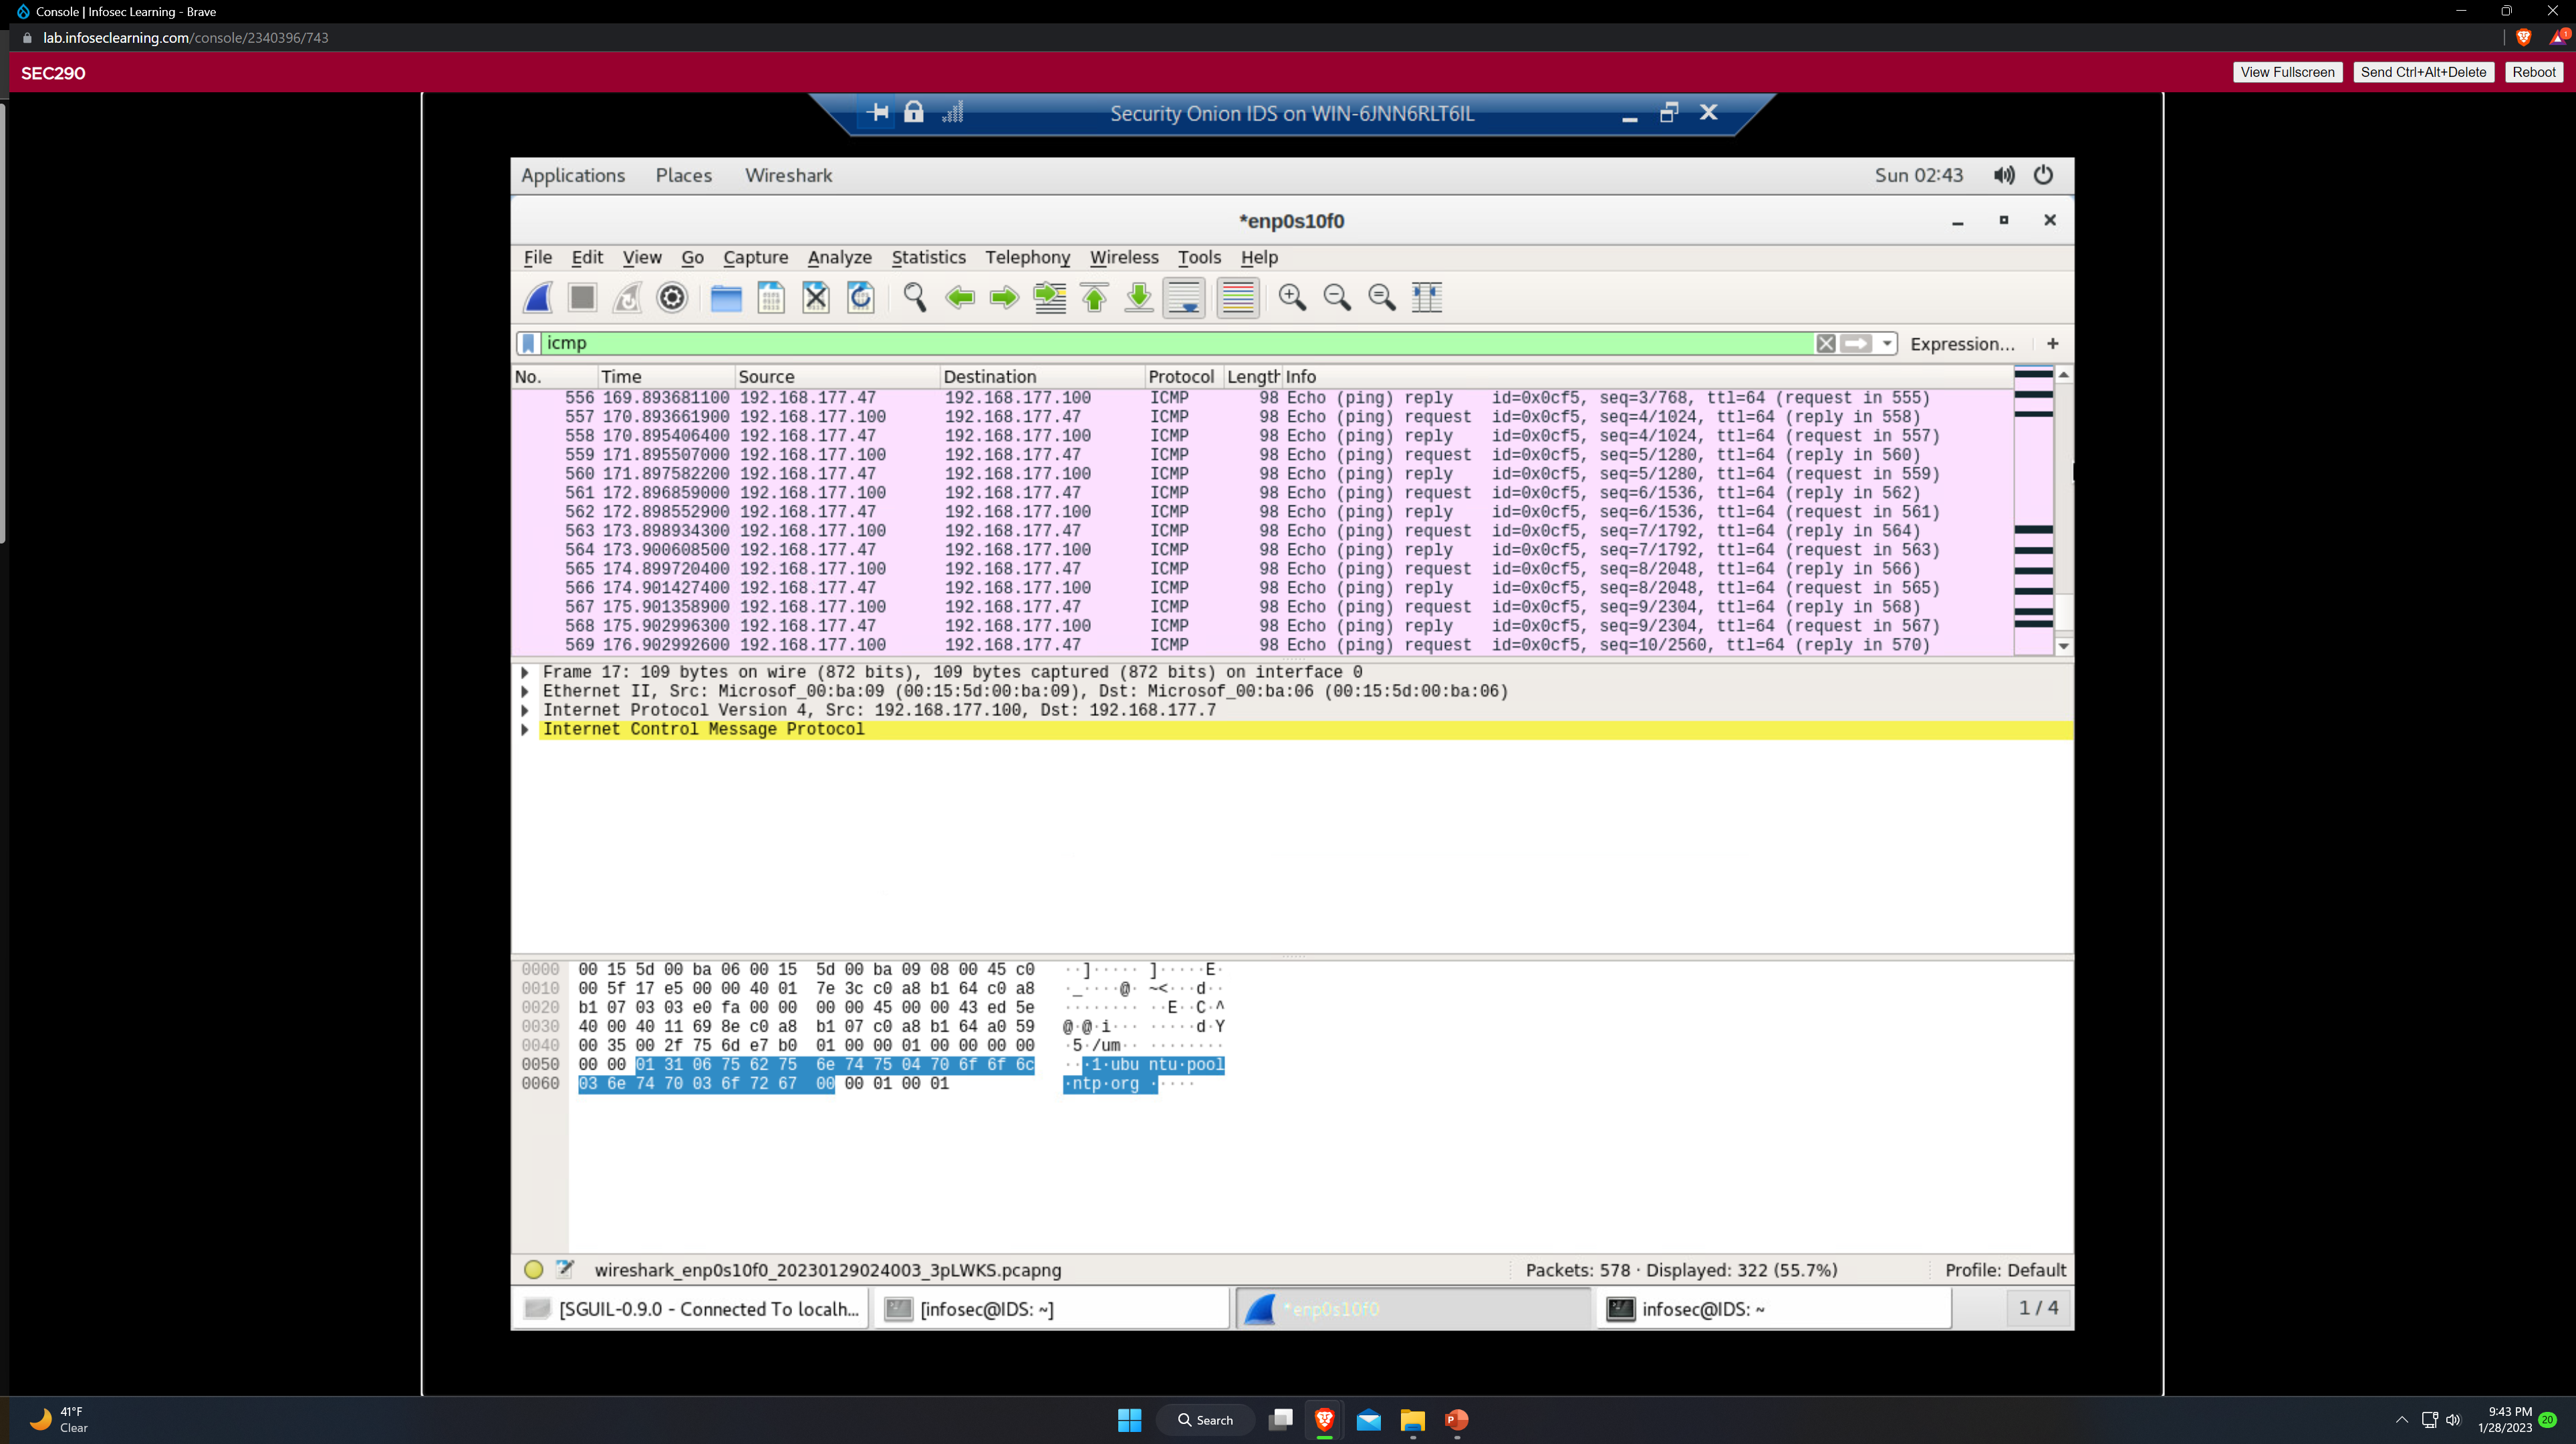 Console | Infosec Learning - Brave
lab.infoseclearning.com/console/2340396/743
1
SEC290
View Fullscreen Send Ctrl+Alt+Delete Reboot
Security Onion IDS on WIN-6JNN6RLT6IL
Applications Places Wireshark Sun 02:43
*enp0s10f0
File Edit View Go Capture Analyze Statistics Telephony Wireless Tools Help
icmp Expression... +
No. Time Source Destination Protocol Length Info
556 169.893681100 192.168.177.47 192.168.177.100 ICMP 98 Echo (ping) reply id=0x0cf5, seq=3/768, ttl=64 (request in 555)
557 170.893661900 192.168.177.100 192.168.177.47 ICMP 98 Echo (ping) request id=0x0cf5, seq=4/1024, ttl=64 (reply in 558)
558 170.895406400 192.168.177.47 192.168.177.100 ICMP 98 Echo (ping) reply id=0x0cf5, seq=4/1024, ttl=64 (request in 557)
559 171.895507000 192.168.177.100 192.168.177.47 ICMP 98 Echo (ping) request id=0x0cf5, seq=5/1280, ttl=64 (reply in 560)
560 171.897582200 192.168.177.47 192.168.177.100 ICMP 98 Echo (ping) reply id=0x0cf5, seq=5/1280, ttl=64 (request in 559)
561 172.896859000 192.168.177.100 192.168.177.47 ICMP 98 Echo (ping) request id=0x0cf5, seq=6/1536, ttl=64 (reply in 562)
562 172.898552900 192.168.177.47 192.168.177.100 ICMP 98 Echo (ping) reply id=0x0cf5, seq=6/1536, ttl=64 (request in 561)
563 173.898934300 192.168.177.100 192.168.177.47 ICMP 98 Echo (ping) request id=0x0cf5, seq=7/1792, ttl=64 (reply in 564)
564 173.900608500 192.168.177.47 192.168.177.100 ICMP 98 Echo (ping) reply id=0x0cf5, seq=7/1792, ttl=64 (request in 563)
565 174.899720400 192.168.177.100 192.168.177.47 ICMP 98 Echo (ping) request id=0x0cf5, seq=8/2048, ttl=64 (reply in 566)
566 174.901427400 192.168.177.47 192.168.177.100 ICMP 98 Echo (ping) reply id=0x0cf5, seq=8/2048, ttl=64 (request in 565)
567 175.901358900 192.168.177.100 192.168.177.47 ICMP 98 Echo (ping) request id=0x0cf5, seq=9/2304, ttl=64 (reply in 568)
568 175.902996300 192.168.177.47 192.168.177.100 ICMP 98 Echo (ping) reply id=0x0cf5, seq=9/2304, ttl=64 (request in 567)
569 176.902992600 192.168.177.100 192.168.177.47 ICMP 98 Echo (ping) request id=0x0cf5, seq=10/2560, ttl=64 (reply in 570)
Frame 17: 109 bytes on wire (872 bits), 109 bytes captured (872 bits) on interface 0
Ethernet II, Src: Microsof_00:ba:09 (00:15:5d:00:ba:09), Dst: Microsof_00:ba:06 (00:15:5d:00:ba:06)
Internet Protocol Version 4, Src: 192.168.177.100, Dst: 192.168.177.7
Internet Control Message Protocol
0000 00 15 5d 00 ba 06 00 15 5d 00 ba 09 08 00 45 c0 ··]····· ]·····E·
0010 00 5f 17 e5 00 00 40 01 7e 3c c0 a8 b1 64 c0 a8 ·_····@· ~<···d··
0020 b1 07 03 03 e0 fa 00 00 00 00 45 00 00 43 ed 5e ········ ··E··C·^
0030 40 00 40 11 69 8e c0 a8 b1 07 c0 a8 b1 64 a0 59 @·@·i··· ·····d·Y
0040 00 35 00 2f 75 6d e7 b0 01 00 00 01 00 00 00 00 ·5·/um·· ········
0050 00 00 01 31 06 75 62 75 6e 74 75 04 70 6f 6f 6c ···1·ubu ntu·pool
0060 03 6e 74 70 03 6f 72 67 00 00 01 00 01 ·ntp·org ·····
wireshark_enp0s10f0_20230129024003_3pLWKS.pcapng Packets: 578 · Displayed: 322 (55.7%) Profile: Default
[SGUIL-0.9.0 - Connected To localh... [infosec@IDS: ~] *enp0s10f0 infosec@IDS: ~ 1 / 4
41°F
Clear
Search
9:43 PM
1/28/2023
20